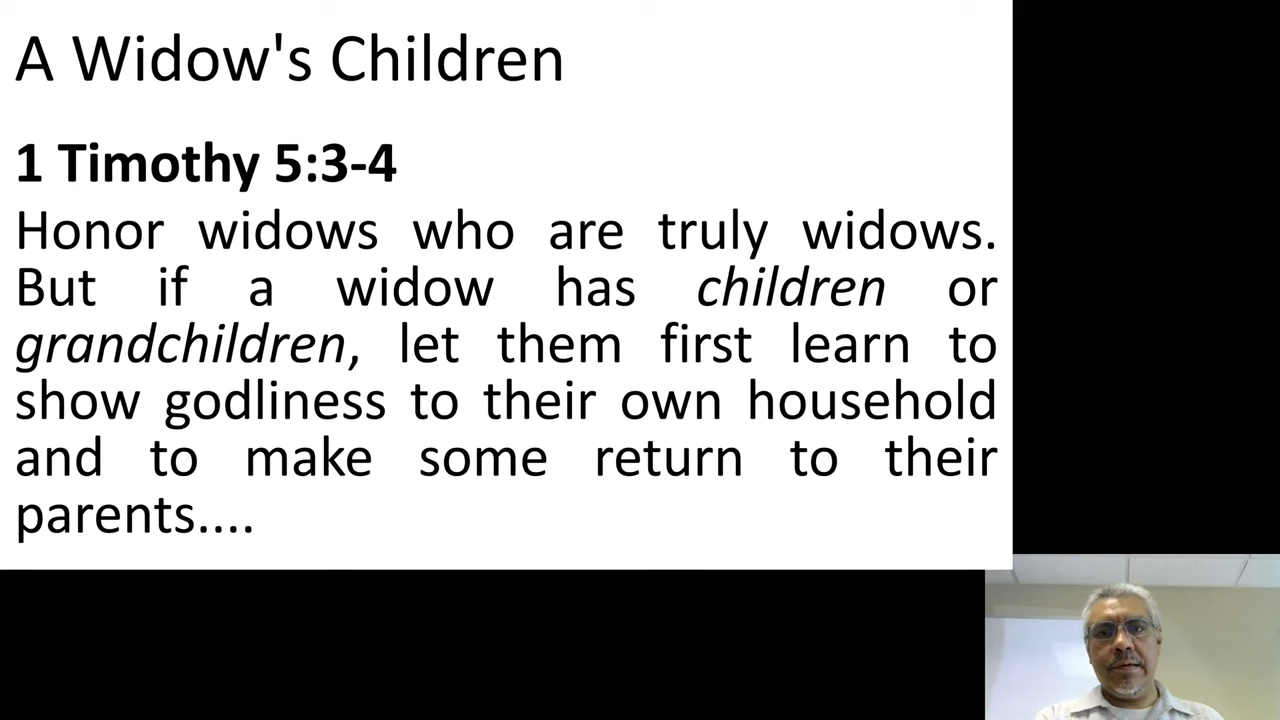 A Widow's Children
1 Timothy 5:3-4
Honor widows who are truly widows.
But if a widow has children or
grandchildren, let them first learn to
show godliness to their own household
and to make some return to their
parents....